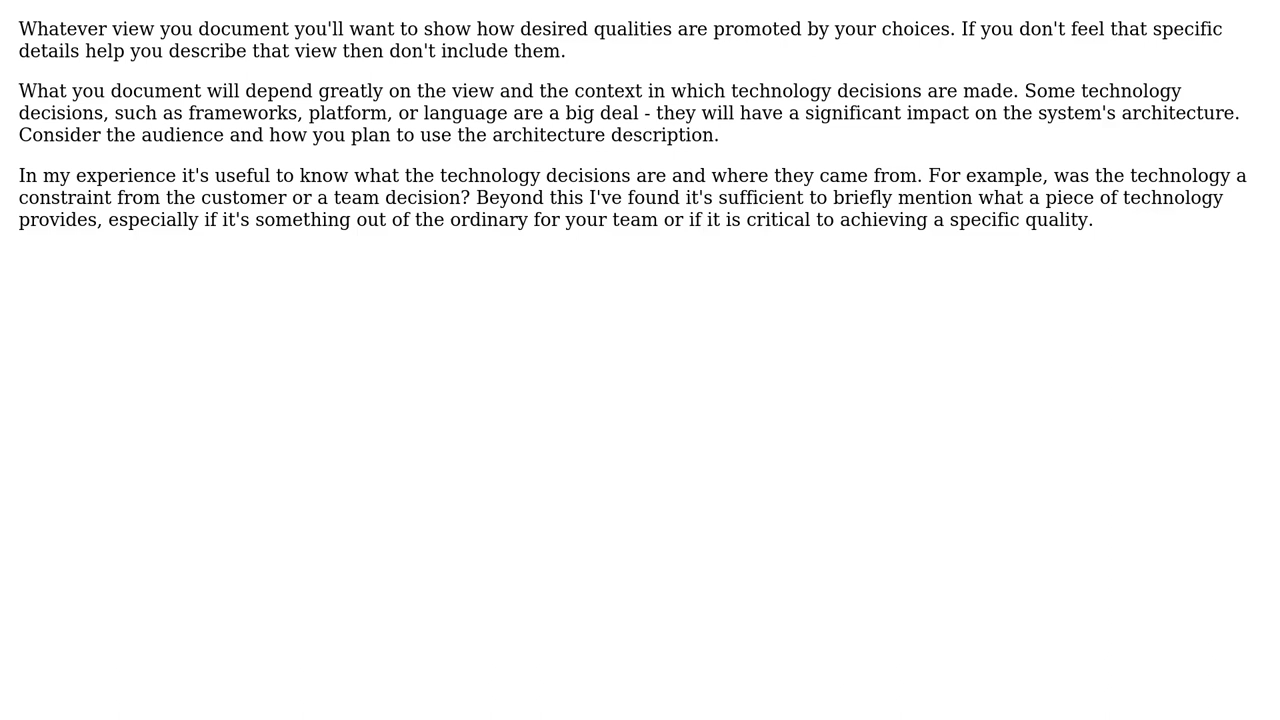 Whatever view you document you'll want to show how desired qualities are promoted by your choices. If you don't feel that specific
details help you describe that view then don't include them.
What you document will depend greatly on the view and the context in which technology decisions are made. Some technology
decisions, such as frameworks, platform, or language are a big deal - they will have a significant impact on the system's architecture.
Consider the audience and how you plan to use the architecture description.
In my experience it's useful to know what the technology decisions are and where they came from. For example, was the technology a
constraint from the customer or a team decision? Beyond this I've found it's sufficient to briefly mention what a piece of technology
provides, especially if it's something out of the ordinary for your team or if it is critical to achieving a specific quality.